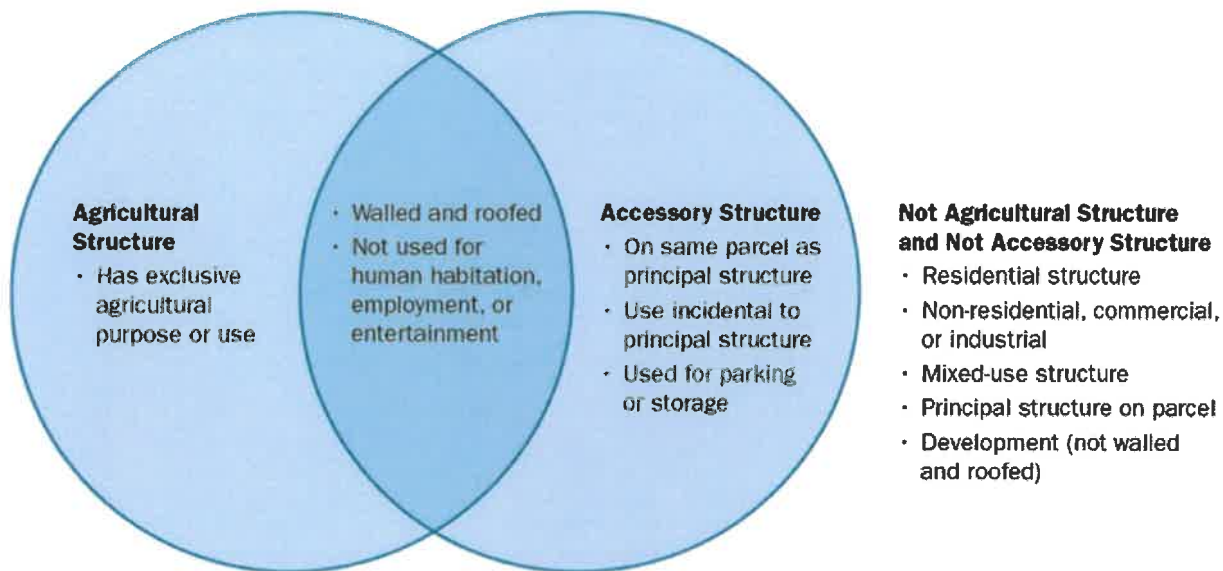 Agricultural
Structure
· Has exclusive
agricultural
purpose or use
· Walled and roofed
· Not used for
human habitation,
employment, or
entertainment
Accessory Structure
· On same parcel as
principal structure
· Use incidental to
principal structure
· Used for parking
or storage
Not Agricultural Structure
and Not Accessory Structure
· Residential structure
· Non-residential, commercial,
or industrial
· Mixed-use structure
· Principal structure on parcel
· Development (not walled
and roofed)